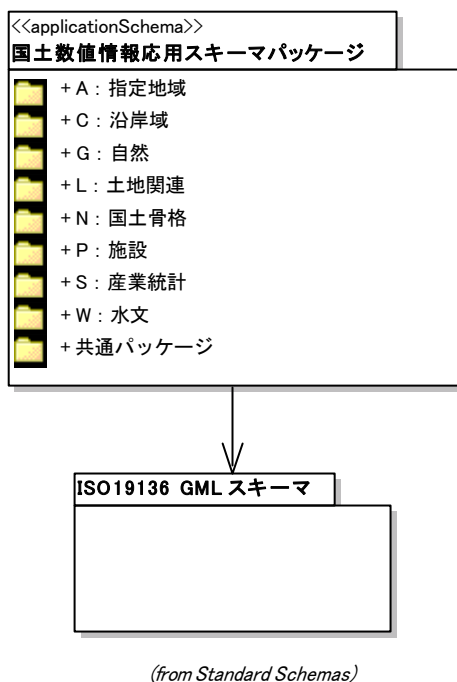 <<applicationSchema>>
国土数値情報応用スキーマパッケージ
+ A : 指定地域
+ C : 沿岸域
+ G : 自然
+ L : 土地関連
+ N : 国土骨格
+ P : 施設
+ S : 産業統計
+ W : 水文
+ 共通パッケージ
ISO19136 GML スキーマ
(from Standard Schemas)